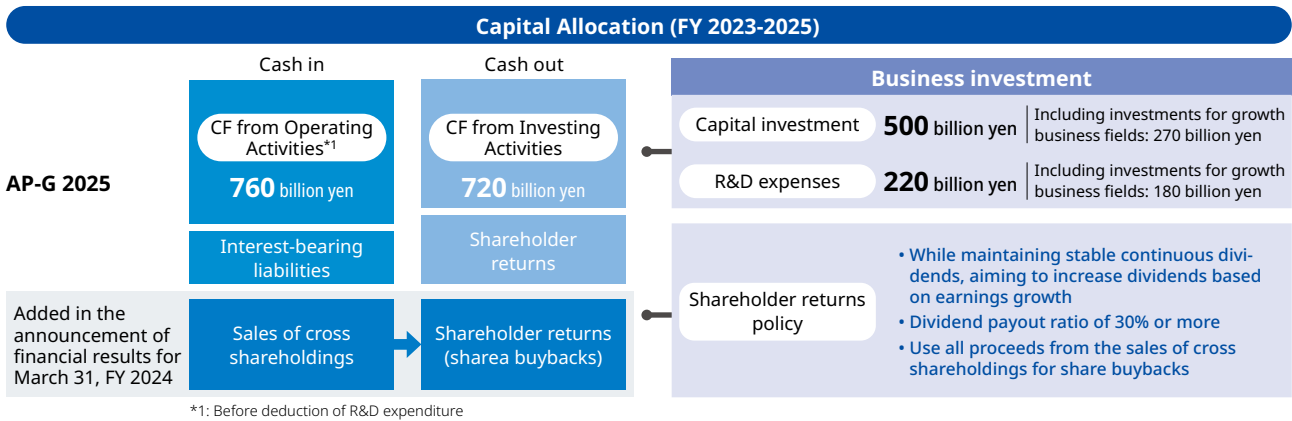 Capital Allocation (FY 2023-2025)
Cash in
Cash out
AP-G 2025
CF from Operating
Activities*1
760 billion yen
Interest-bearing
liabilities
CF from Investing
Activities
720 billion yen
Shareholder
returns
Added in the
announcement of
financial results for
March 31, FY 2024
Sales of cross
shareholdings
Shareholder returns
(sharea buybacks)
*1: Before deduction of R&D expenditure
Business investment
Capital investment
500 billion yen
Including investments for growth
business fields: 270 billion yen
R&D expenses
220 billion yen
Including investments for growth
business fields: 180 billion yen
Shareholder returns
policy
• While maintaining stable continuous divi-
dends, aiming to increase dividends based
on earnings growth
• Dividend payout ratio of 30% or more
• Use all proceeds from the sales of cross
shareholdings for share buybacks